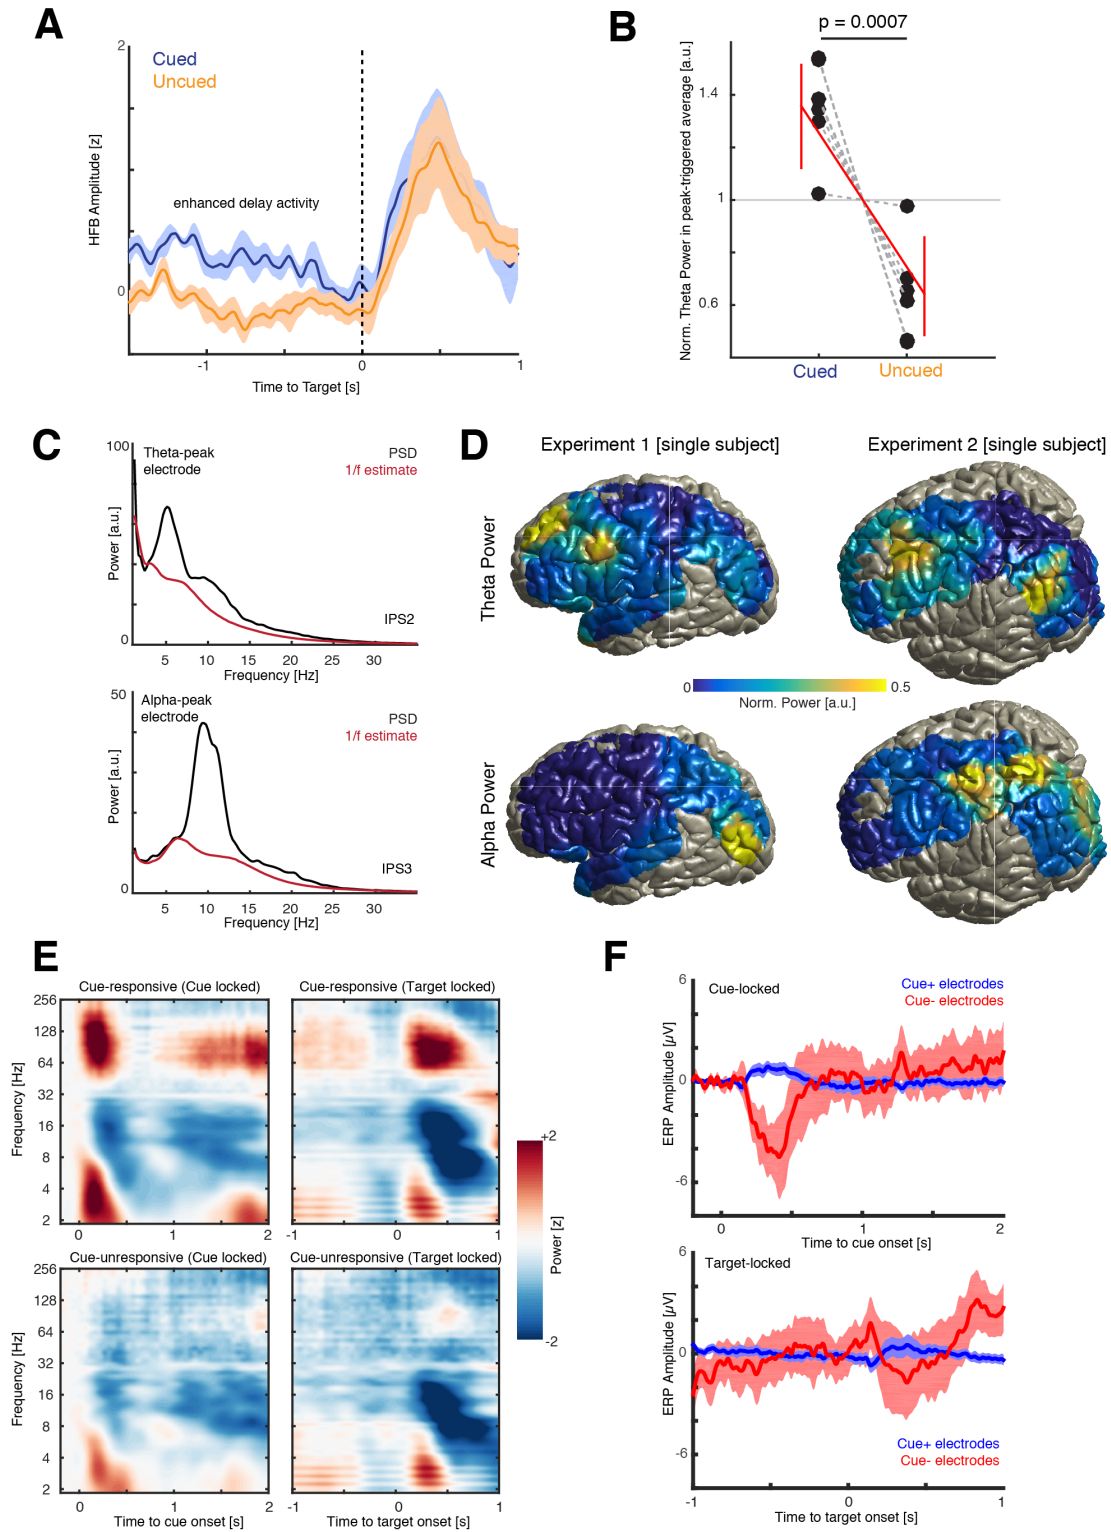 A
2
Cued
Uncued
enhanced delay activity
HFB Amplitude [z]
0
-1
0
1
Time to Target [s]
B
p = 0.0007
1.4
1
0.6
Norm. Theta Power in peak-triggered average [a.u.]
Cued
Uncued
C
100
Theta-peak
electrode
PSD
1/f estimate
Power [a.u.]
IPS2
0
5
10
15
20
25
30
Frequency [Hz]
50
Alpha-peak
electrode
PSD
1/f estimate
Power [a.u.]
IPS3
0
5
10
15
20
25
30
Frequency [Hz]
D
Experiment 1 [single subject]
Experiment 2 [single subject]
Theta Power
0
0.5
Norm. Power [a.u.]
Alpha Power
E
Cue-responsive (Cue locked)
Cue-responsive (Target locked)
256
128
64
32
16
8
4
2
Frequency [Hz]
0
1
2
-1
0
1
Cue-unresponsive (Cue locked)
Cue-unresponsive (Target locked)
256
128
64
32
16
8
4
2
Frequency [Hz]
0
1
2
-1
0
1
Time to cue onset [s]
Time to target onset [s]
+2
Power [z]
-2
F
6
Cue-locked
Cue+ electrodes
Cue- electrodes
0
-6
ERP Amplitude [µV]
0
1
2
Time to cue onset [s]
6
Target-locked
0
-6
ERP Amplitude [µV]
Cue+ electrodes
Cue- electrodes
-1
0
1
Time to target onset [s]